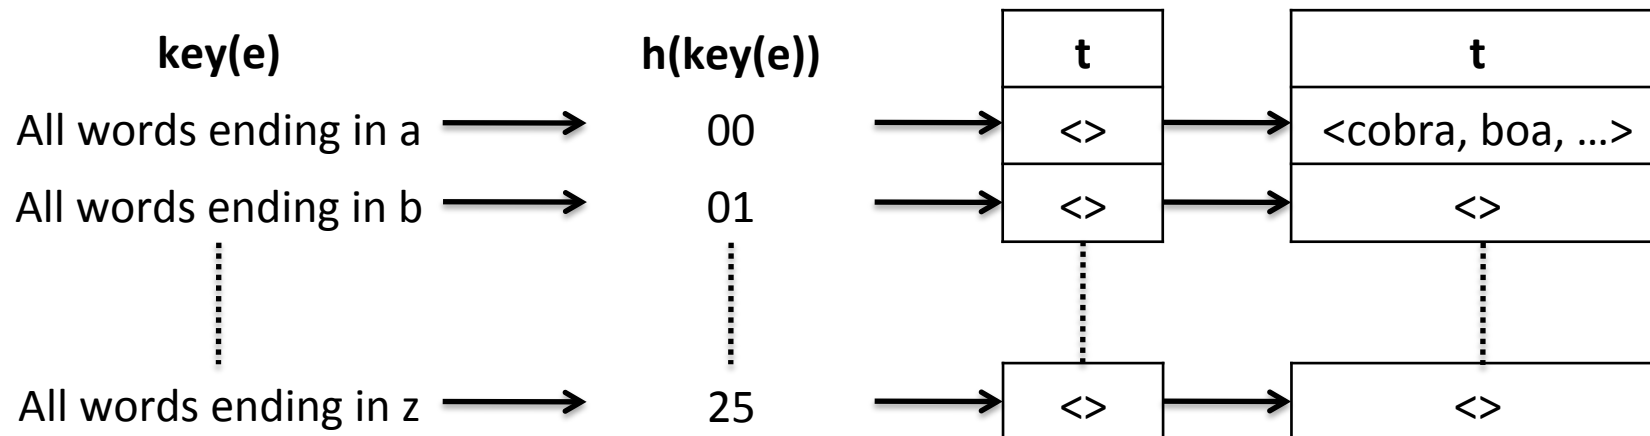 key(e) h(key(e)) t t
All words ending in a 00 <> <cobra, boa, …>
All words ending in b 01 <> <>
All words ending in z 25 <> <>